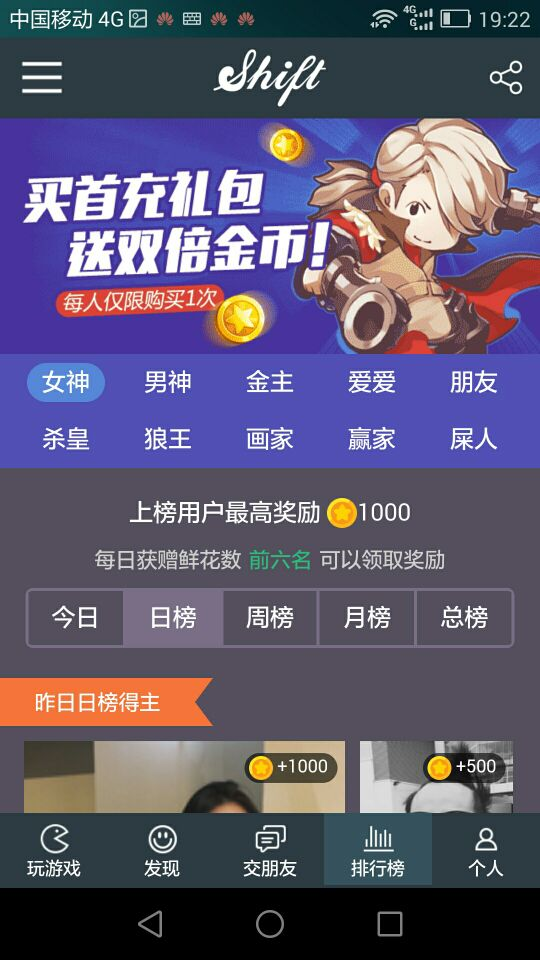 中国移动 4G 4G G 19:22
Shift
买首充礼包
送双倍金币!
每人仅限购买1次
女神 男神 金主 爱爱 朋友
杀皇 狼王 画家 赢家 屎人
上榜用户最高奖励 1000
每日获赠鲜花数 前六名 可以领取奖励
今日 日榜 周榜 月榜 总榜
昨日日榜得主
+1000 +500
玩游戏 发现 交朋友 排行榜 个人